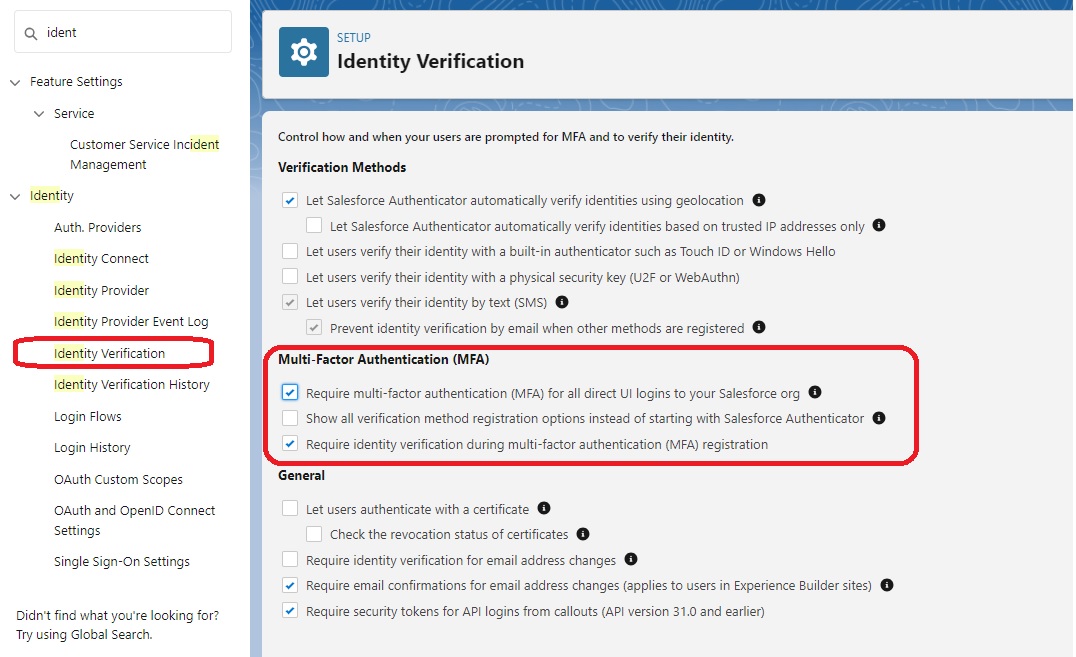 ident
Feature Settings
Service
Customer Service Incident
Management
Identity
Auth. Providers
Identity Connect
Identity Provider
Identity Provider Event Log
Identity Verification
Identity Verification History
Login Flows
Login History
OAuth Custom Scopes
OAuth and OpenID Connect
Settings
Single Sign-On Settings
Didn't find what you're looking for?
Try using Global Search.
SETUP
Identity Verification
Control how and when your users are prompted for MFA and to verify their identity.
Verification Methods
Let Salesforce Authenticator automatically verify identities using geolocation
Let Salesforce Authenticator automatically verify identities based on trusted IP addresses only
Let users verify their identity with a built-in authenticator such as Touch ID or Windows Hello
Let users verify their identity with a physical security key (U2F or WebAuthn)
Let users verify their identity by text (SMS)
Prevent identity verification by email when other methods are registered
Multi-Factor Authentication (MFA)
Require multi-factor authentication (MFA) for all direct UI logins to your Salesforce org
Show all verification method registration options instead of starting with Salesforce Authenticator
Require identity verification during multi-factor authentication (MFA) registration
General
Let users authenticate with a certificate
Check the revocation status of certificates
Require identity verification for email address changes
Require email confirmations for email address changes (applies to users in Experience Builder sites)
Require security tokens for API logins from callouts (API version 31.0 and earlier)